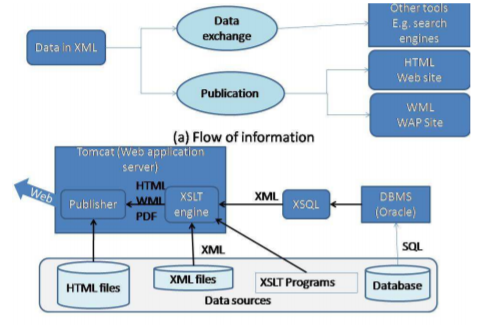 Other tools
E.g. search
engines
Data
exchange
Data in XML
HTML
Web site
Publication
WML
WAP Site
(a) Flow of information
Tomcat (Web application
server)
Web
Publisher
HTML
WML
PDF
XSLT
engine
XML
XSQL
DBMS
(Oracle)
XML
SQL
HTML files
XML files
XSLT Programs
Database
Data sources